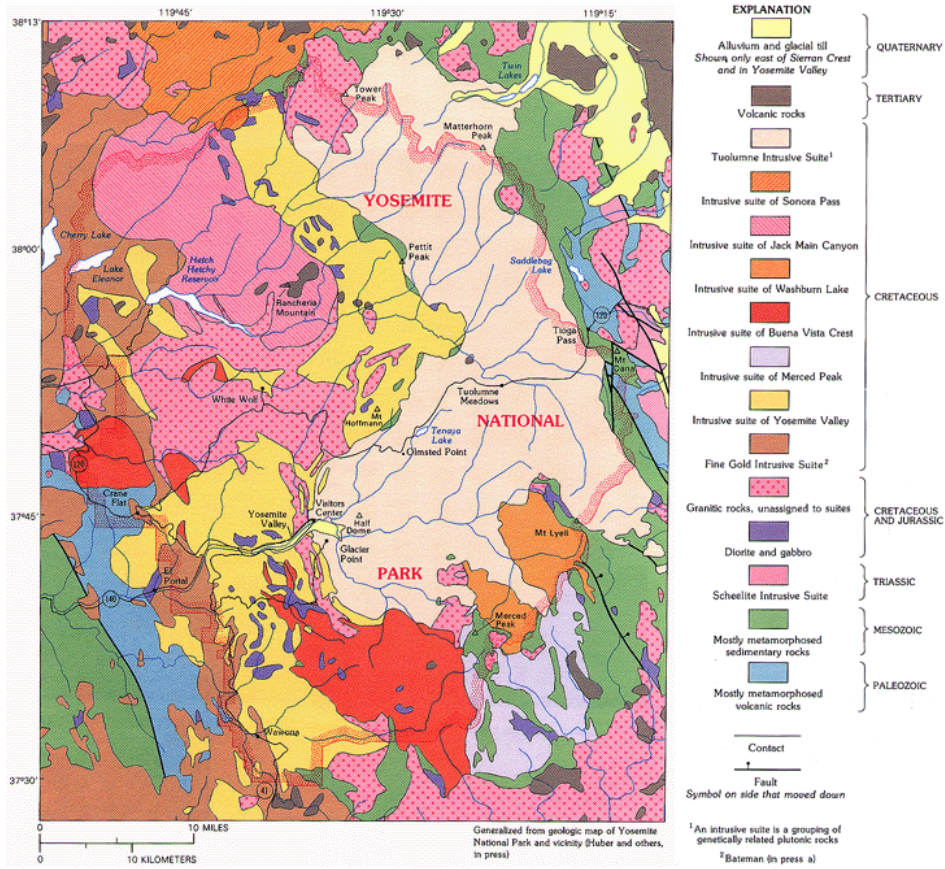 119°45'
119°30'
119°15'
38°13'
38°00'
37°45'
37°30'
Twin
Lakes
Tower
Peak
Matterhorn
Peak
YOSEMITE
Cherry Lake
Lake
Eleanor
Hetch
Hetchy
Reservoir
Pettit
Peak
Saddlebag
Lake
Rancheria
Mountain
120
Tioga
Pass
Mt
Dana
White Wolf
Tuolumne
Meadows
Mt
Hoffmann
NATIONAL
Tenaya
Lake
Olmsted Point
120
Crane
Flat
Yosemite
Valley
Visitors
Center
Half
Dome
Glacier
Point
Mt Lyell
El
Portal
PARK
140
Merced
Peak
Wawona
41
0 10 MILES
0 10 KILOMETERS
Generalized from geologic map of Yosemite
National Park and vicinity (Huber and others,
in press)
EXPLANATION
Alluvium and glacial till
Shown only east of Sierran Crest
and in Yosemite Valley
QUATERNARY
Volcanic rocks
TERTIARY
Tuolumne Intrusive Suite¹
Intrusive suite of Sonora Pass
Intrusive suite of Jack Main Canyon
Intrusive suite of Washburn Lake
Intrusive suite of Buena Vista Crest
Intrusive suite of Merced Peak
Intrusive suite of Yosemite Valley
Fine Gold Intrusive Suite²
CRETACEOUS
Granitic rocks, unassigned to suites
Diorite and gabbro
CRETACEOUS
AND JURASSIC
Scheelite Intrusive Suite
TRIASSIC
Mostly metamorphosed
sedimentary rocks
MESOZOIC
Mostly metamorphosed
volcanic rocks
PALEOZOIC
Contact
Fault
Symbol on side that moved down
¹An intrusive suite is a grouping of
genetically related plutonic rocks
²Bateman (in press a)